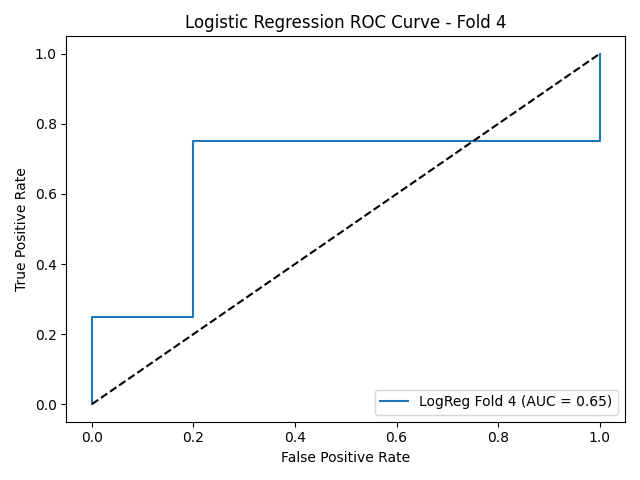 Logistic Regression ROC Curve - Fold 4
True Positive Rate
1.0
0.8
0.6
0.4
0.2
0.0
LogReg Fold 4 (AUC = 0.65)
0.0 0.2 0.4 0.6 0.8 1.0
False Positive Rate